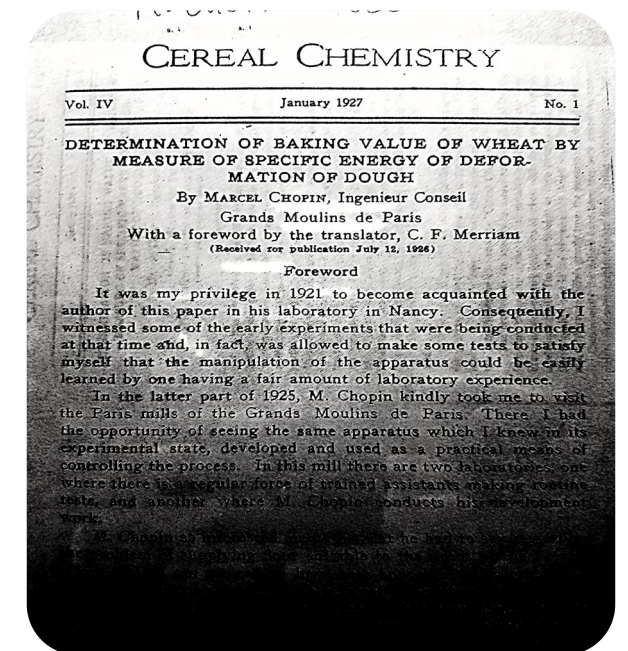 CEREAL CHEMISTRY
Vol. IV January 1927 No. 1
DETERMINATION OF BAKING VALUE OF WHEAT BY
MEASURE OF SPECIFIC ENERGY OF DEFOR-
MATION OF DOUGH
By MARCEL CHOPIN, Ingenieur Conseil
Grands Moulins de Paris
With a foreword by the translator, C. F. Merriam
(Received for publication July 12, 1926)
Foreword
It was my privilege in 1921 to become acquainted with the
author of this paper in his laboratory in Nancy. Consequently, I
witnessed some of the early experiments that were being conducted
at that time and, in fact, was allowed to make some tests to satisfy
myself that the manipulation of the apparatus could be easily
learned by one having a fair amount of laboratory experience.
In the latter part of 1925, M. Chopin kindly took me to visit
the Paris mills of the Grands Moulins de Paris. There I had
the opportunity of seeing the same apparatus which I knew in its
experimental state, developed and used as a practical means of
controlling the process. In this mill there are two laboratories, one
where there is a regular force of trained assistants making routine
tests, and another where M. Chopin conducts his development
work.
M. Chopin